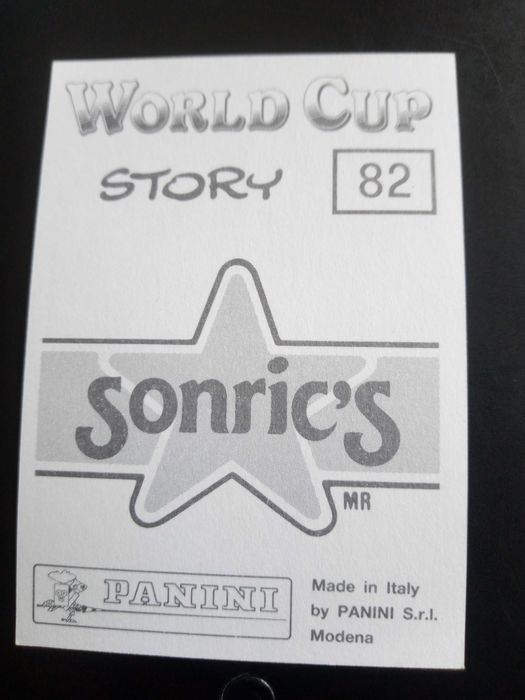 WORLD CUP
STORY 82
sonric's
MR
PANINI
Made in Italy
by PANINI S.r.l.
Modena